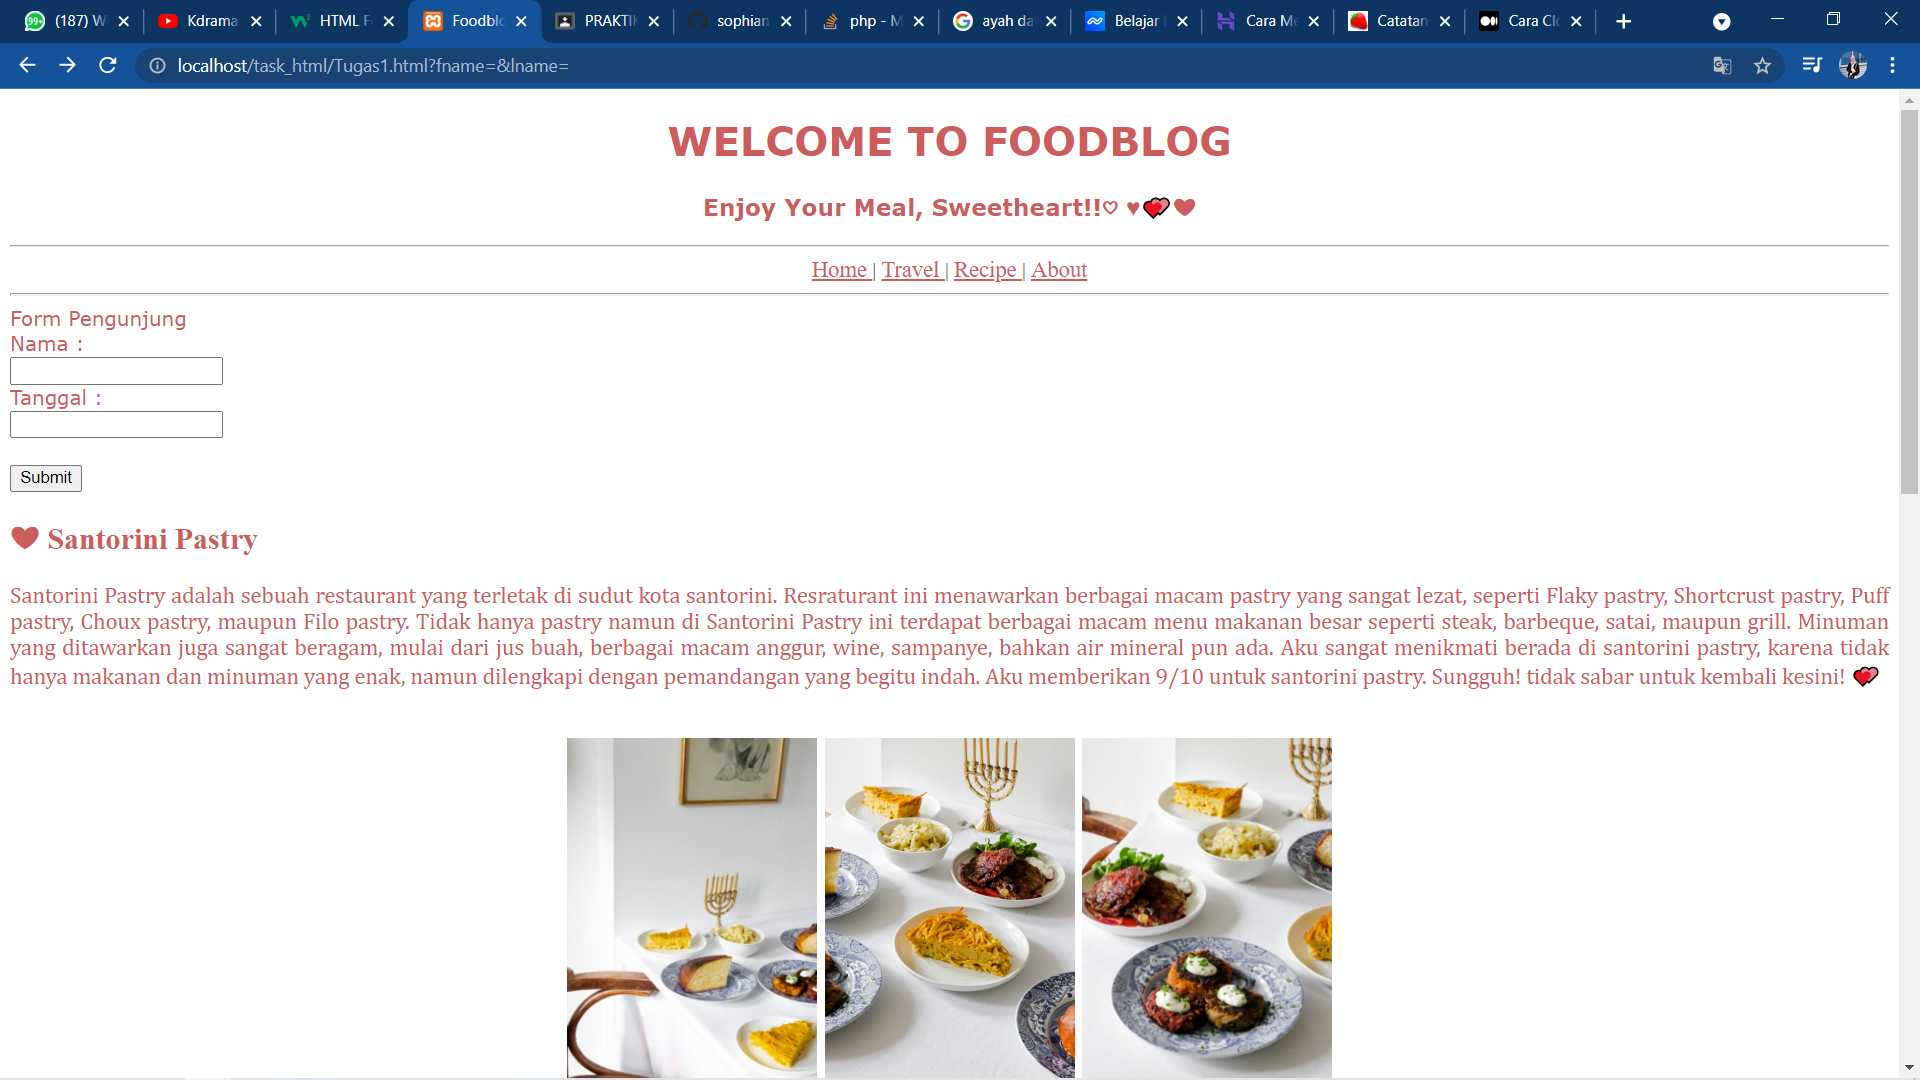 (187) W
Kdrama
HTML F
Foodblo
PRAKTI
sophian
php - M
ayah da
Belajar
Cara Me
Catatan
Cara Cl
localhost/task_html/Tugas1.html?fname=&lname=
WELCOME TO FOODBLOG
Enjoy Your Meal, Sweetheart!!♡ ♥💕❤
Home | Travel | Recipe | About
Form Pengunjung
Nama :
Tanggal :
Submit
❤ Santorini Pastry
Santorini Pastry adalah sebuah restaurant yang terletak di sudut kota santorini. Resraturant ini menawarkan berbagai macam pastry yang sangat lezat, seperti Flaky pastry, Shortcrust pastry, Puff
pastry, Choux pastry, maupun Filo pastry. Tidak hanya pastry namun di Santorini Pastry ini terdapat berbagai macam menu makanan besar seperti steak, barbeque, satai, maupun grill. Minuman
yang ditawarkan juga sangat beragam, mulai dari jus buah, berbagai macam anggur, wine, sampanye, bahkan air mineral pun ada. Aku sangat menikmati berada di santorini pastry, karena tidak
hanya makanan dan minuman yang enak, namun dilengkapi dengan pemandangan yang begitu indah. Aku memberikan 9/10 untuk santorini pastry. Sungguh! tidak sabar untuk kembali kesini! 💕